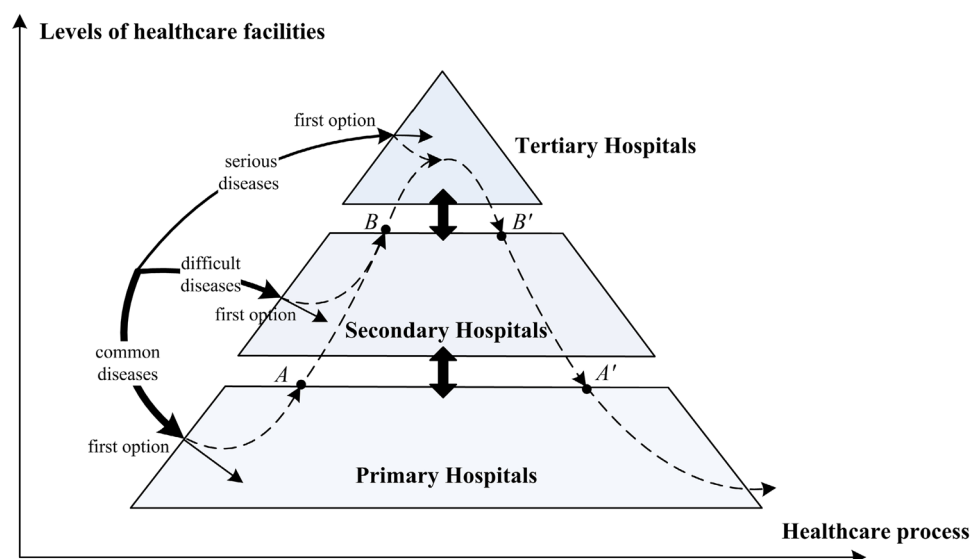 Levels of healthcare facilities
first option
Tertiary Hospitals
serious
diseases
B
B′
difficult
diseases
first option
Secondary Hospitals
common
diseases
A
A′
first option
Primary Hospitals
Healthcare process